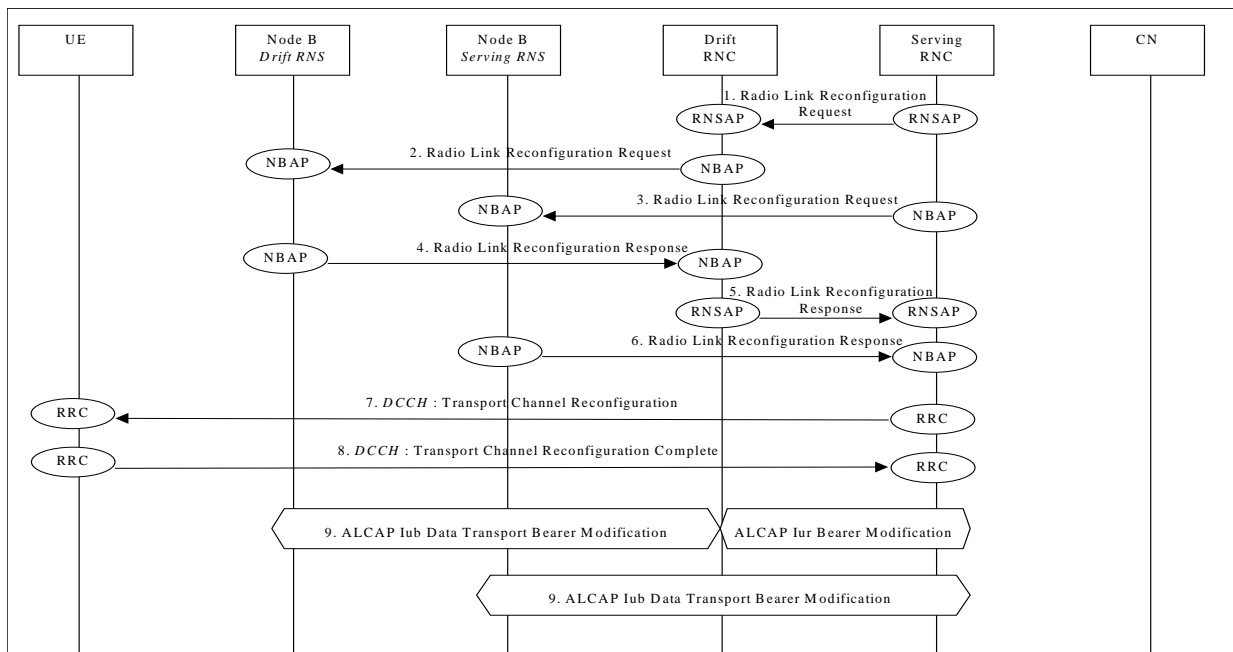 UE
Node B
Drift RNS
Node B
Serving RNS
Drift
RNC
Serving
RNC
CN
1. Radio Link Reconfiguration
Request
RNSAP
RNSAP
2. Radio Link Reconfiguration Request
NBAP
NBAP
3. Radio Link Reconfiguration Request
NBAP
NBAP
4. Radio Link Reconfiguration Response
NBAP
NBAP
5. Radio Link Reconfiguration
Response
RNSAP
RNSAP
6. Radio Link Reconfiguration Response
NBAP
NBAP
7. DCCH : Transport Channel Reconfiguration
RRC
RRC
8. DCCH : Transport Channel Reconfiguration Complete
RRC
RRC
9. ALCAP Iub Data Transport Bearer Modification
ALCAP Iur Bearer Modification
9. ALCAP Iub Data Transport Bearer Modification